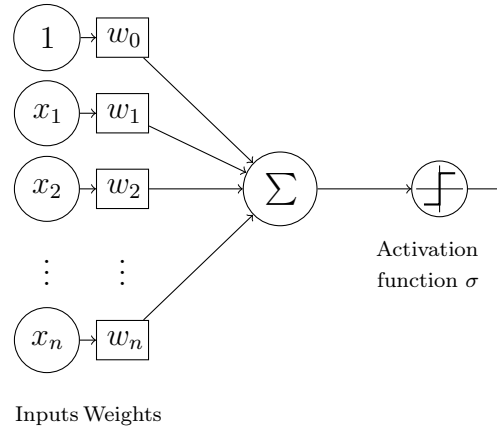 1 w₀
x₁ w₁
x₂ w₂
∑
Activation
function σ
⋮ ⋮
xₙ wₙ
Inputs Weights